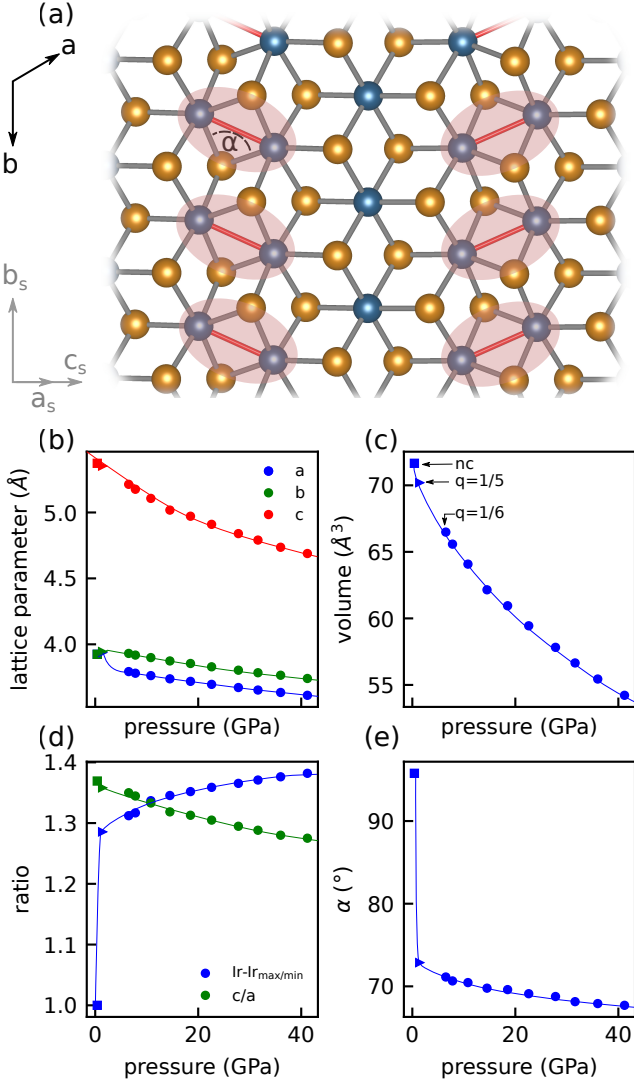 (a)
a
b
α
b_s
c_s
a_s
(b)
lattice parameter (Å)
5.0
4.5
4.0
a
b
c
pressure (GPa)
(c)
volume (Å³)
70
65
60
55
nc
q=1/5
q=1/6
pressure (GPa)
(d)
ratio
1.4
1.3
1.2
1.1
1.0
Ir-Ir_max/min
c/a
0
20
40
pressure (GPa)
(e)
α (°)
90
80
70
0
20
40
pressure (GPa)